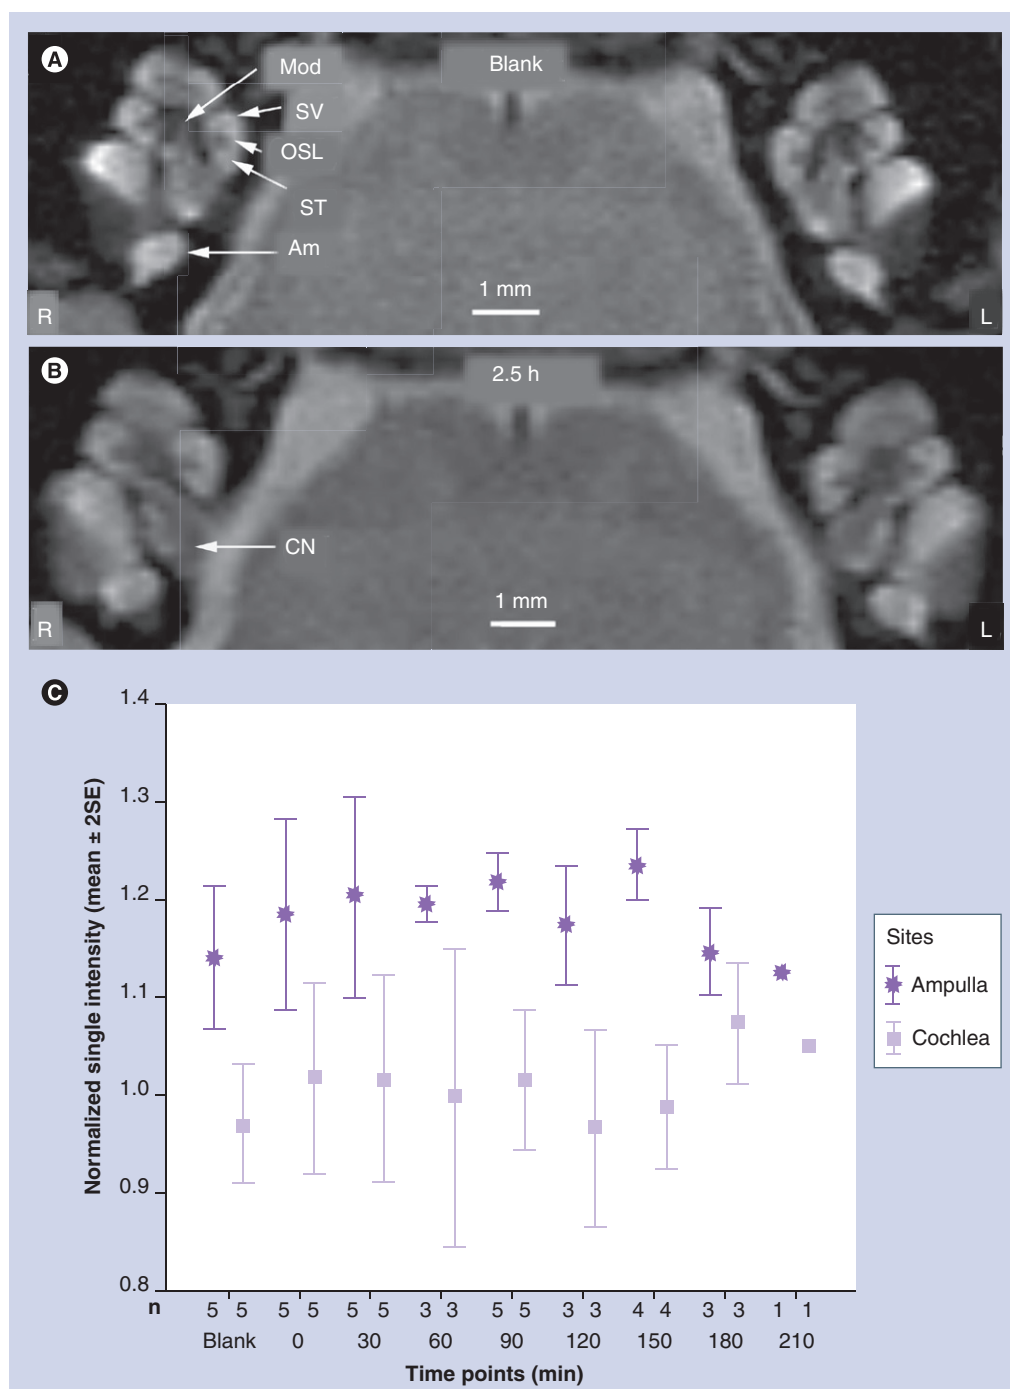 A
Blank
Mod
SV
OSL
ST
Am
1 mm
R
L
B
2.5 h
CN
1 mm
R
L
C
Normalized single intensity (mean ± 2SE)
1.4
1.3
1.2
1.1
1.0
0.9
0.8
Sites
Ampulla
Cochlea
n 5 5 5 5 5 5 3 3 5 5 3 3 4 4 3 3 1 1
Blank 0 30 60 90 120 150 180 210
Time points (min)